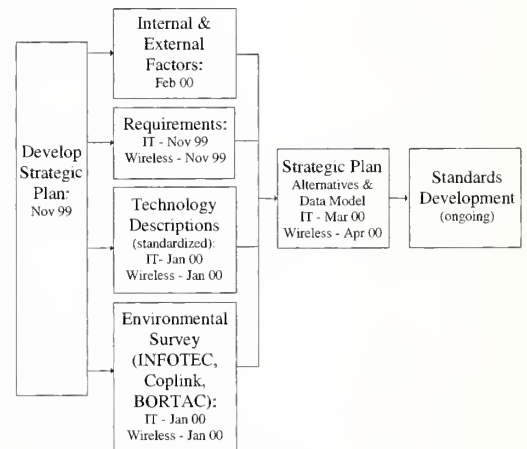 Develop
Strategic
Plan:
Nov 99
Internal &
External
Factors:
Feb 00
Requirements:
IT - Nov 99
Wireless - Nov 99
Technology
Descriptions
(standardized):
IT- Jan 00
Wireless - Jan 00
Environmental
Survey
(INFOTEC,
Coplink,
BORTAC):
IT - Jan 00
Wireless - Jan 00
Strategic Plan
Alternatives &
Data Model
IT - Mar 00
Wireless - Apr 00
Standards
Development
(ongoing)